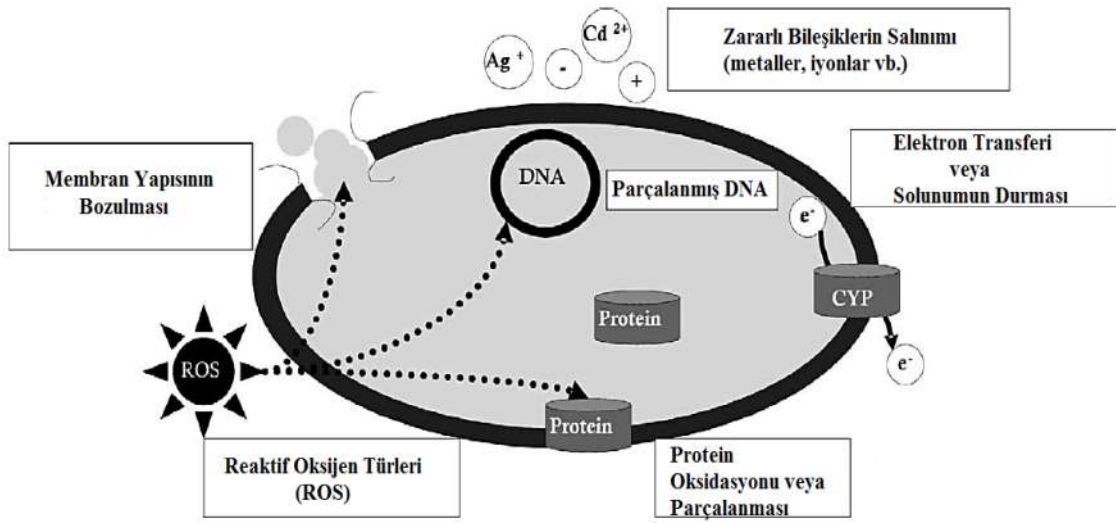 Cd 2+
Ag +
-
+
Zararlı Bileşiklerin Salınımı
(metaller, iyonlar vb.)
Membran Yapısının
Bozulması
DNA
Parçalanmış DNA
Elektron Transferi
veya
Solunumun Durması
e-
CYP
e-
Protein
ROS
Protein
Reaktif Oksijen Türleri
(ROS)
Protein
Oksidasyonu veya
Parçalanması